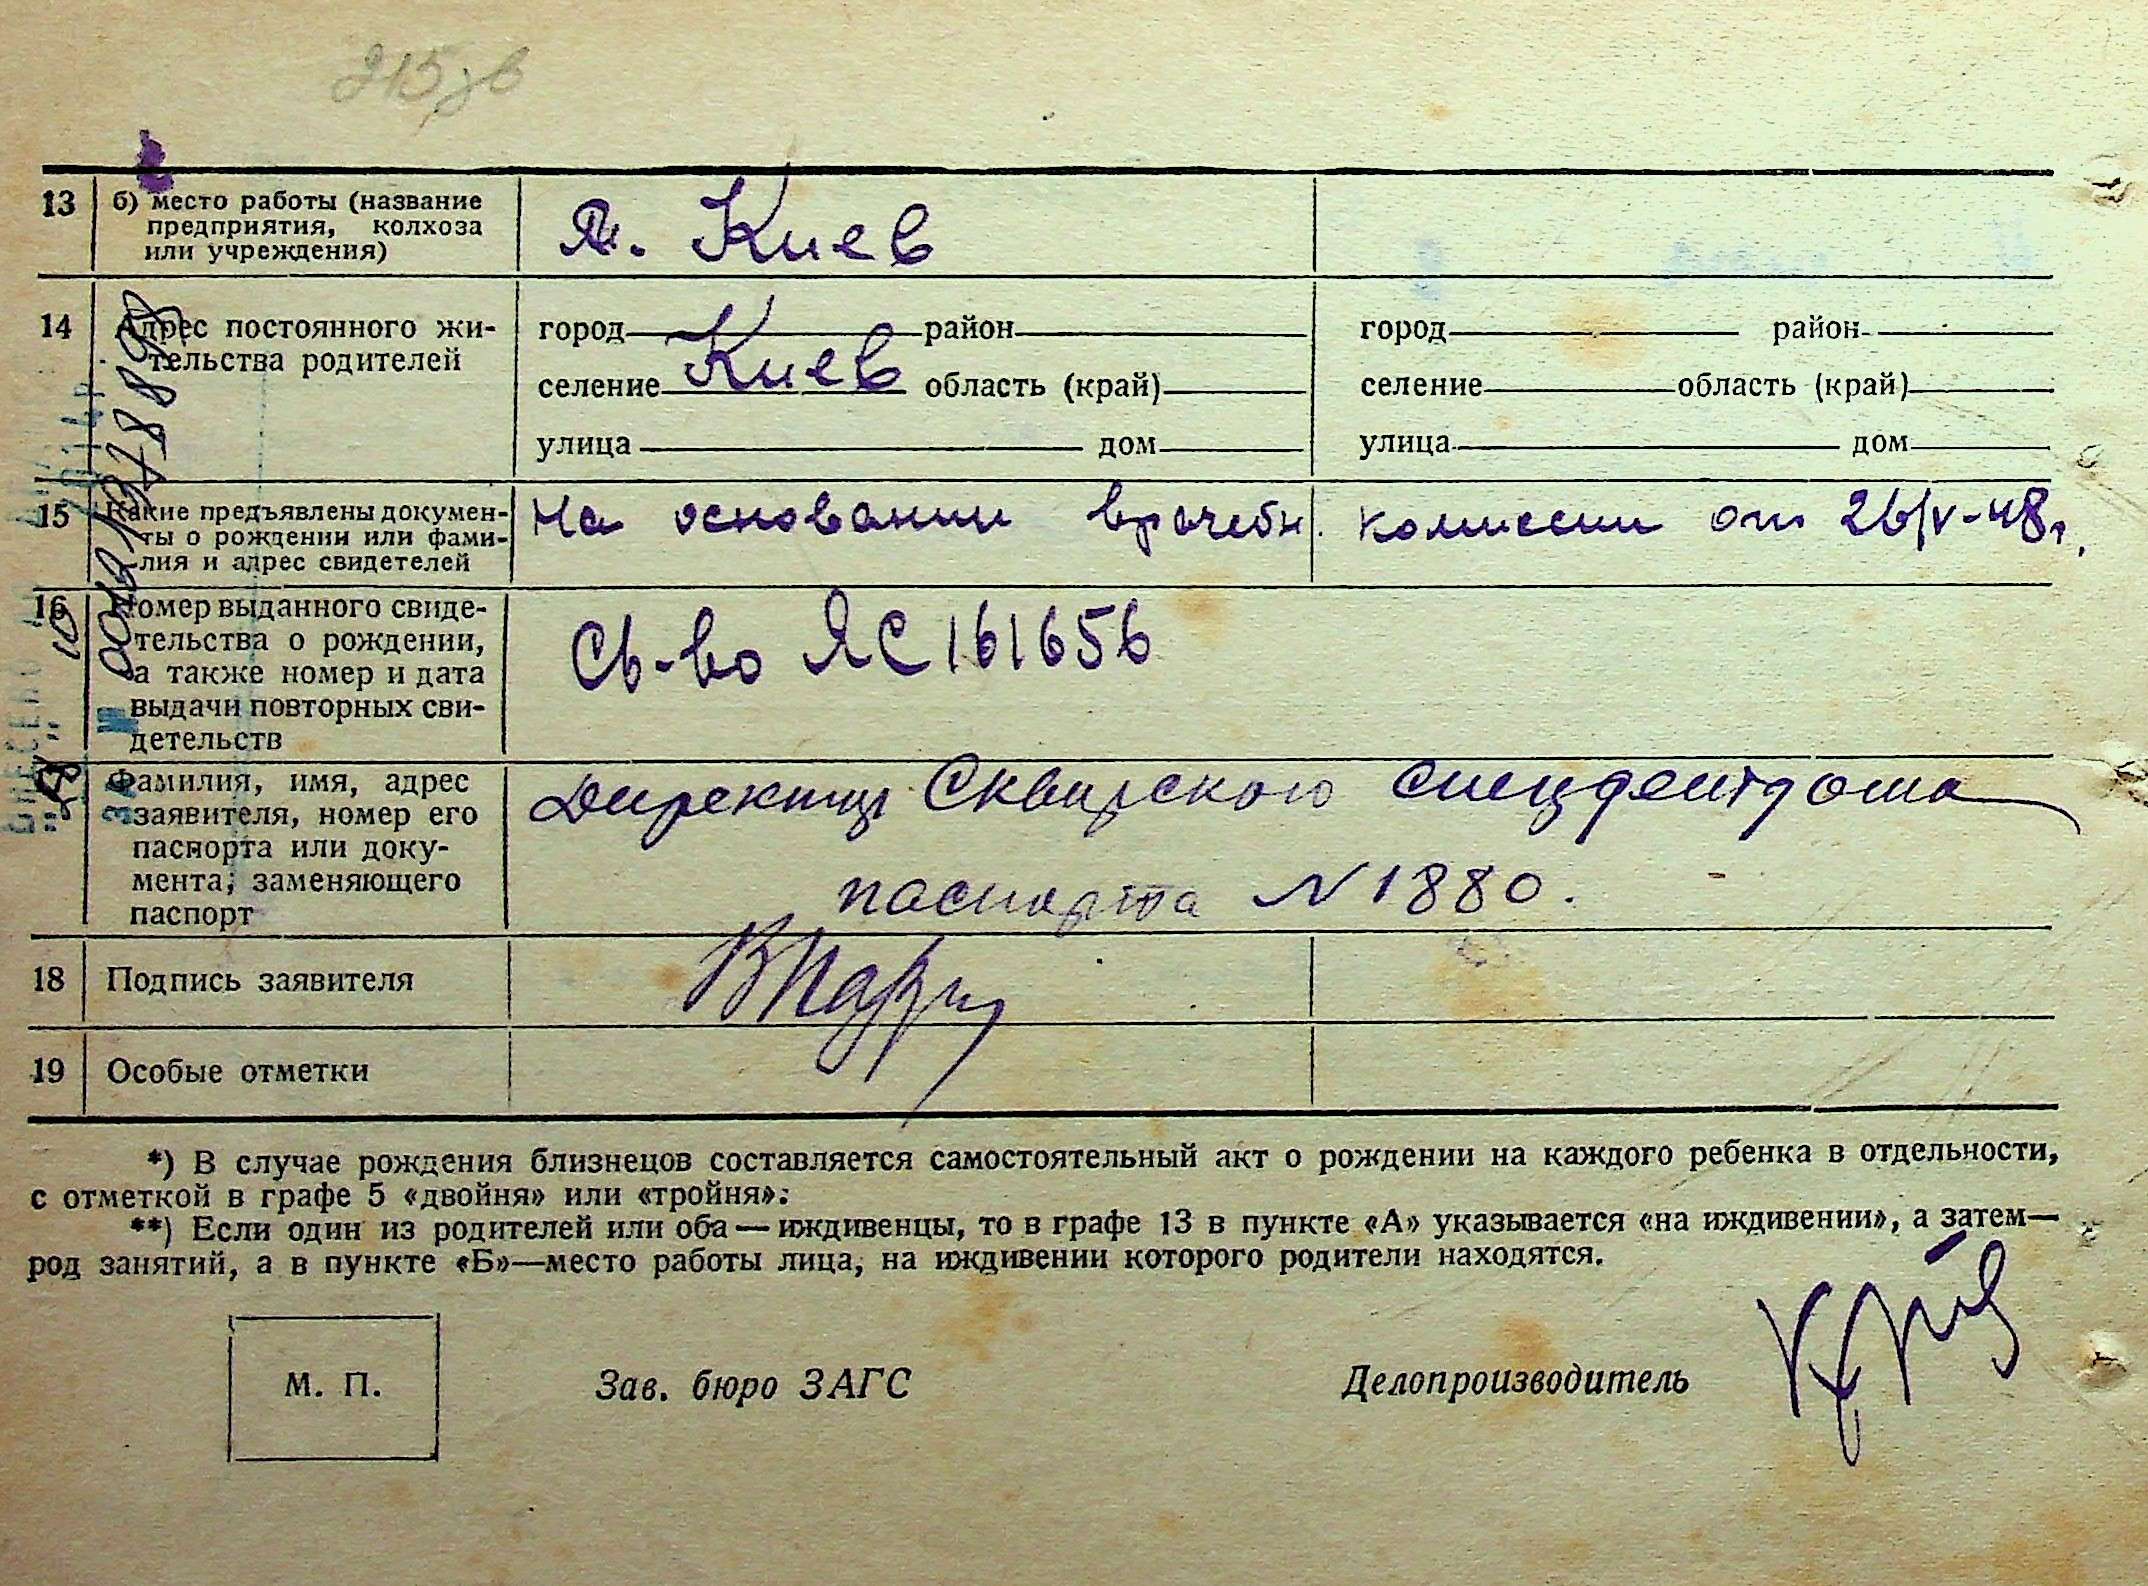 215 зв
13 б) место работы (название
предприятия, колхоза
или учреждения)
г. Киев
14 Адрес постоянного жи-
тельства родителей
город район
Киев
селение область (край)
улица дом
город район
селение область (край)
улица дом
15 Какие предъявлены докумен-
ты о рождении или фами-
лия и адрес свидетелей
На основании врачебн. комиссии от 26/V-48г.
16 Номер выданного свиде-
тельства о рождении,
а также номер и дата
выдачи повторных сви-
детельств
Св-во ЯС 161656
Фамилия, имя, адрес
заявителя, номер его
паспорта или доку-
мента, заменяющего
паспорт
Директор Сквирского спецдетдома
паспорта N 1880.
18 Подпись заявителя
19 Особые отметки
*) В случае рождения близнецов составляется самостоятельный акт о рождении на каждого ребенка в отдельности,
с отметкой в графе 5 «двойня» или «тройня».
**) Если один из родителей или оба — иждивенцы, то в графе 13 в пункте «А» указывается «на иждивении», а затем—
род занятий, а в пункте «Б»—место работы лица, на иждивении которого родители находятся.
М. П.
Зав. бюро ЗАГС
Делопроизводитель